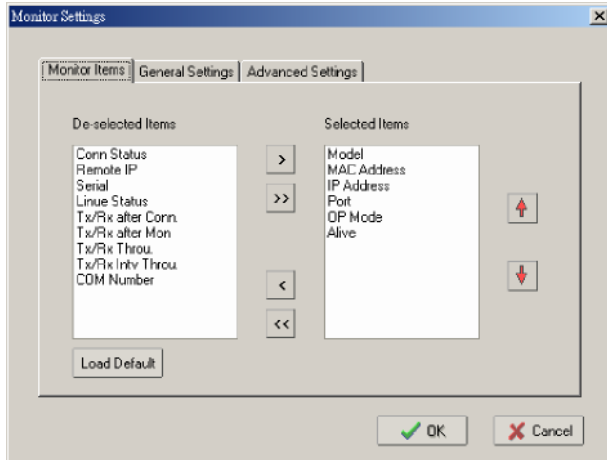 Monitor Settings
Monitor Items General Settings Advanced Settings
De-selected Items
Conn Status
Remote IP
Serial
Linue Status
Tx/Rx after Conn.
Tx/Rx after Mon
Tx/Rx Throu.
Tx/Rx Intv Throu.
COM Number
>
>>
<
<<
Selected Items
Model
MAC Address
IP Address
Port
OP Mode
Alive
Load Default
OK Cancel